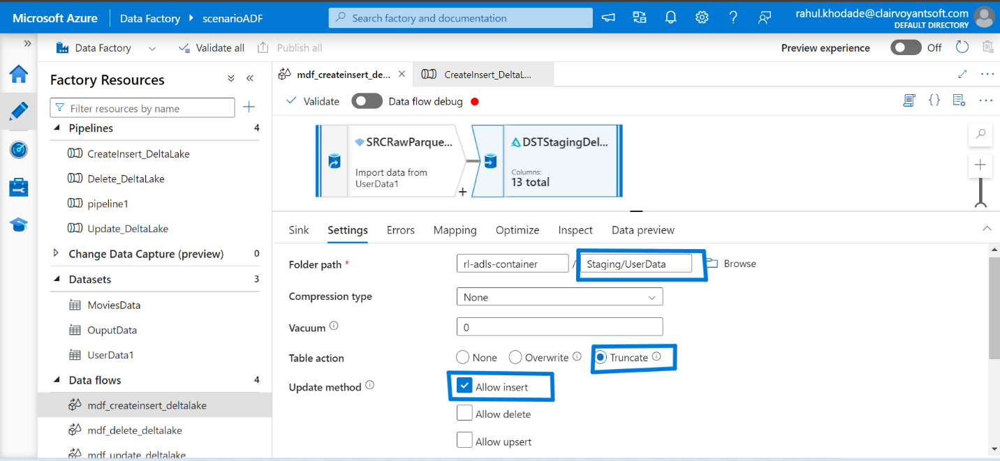 Microsoft Azure
Data Factory
scenarioADF
Search factory and documentation
rahul.khodade@clairvoyantsoft.com
DEFAULT DIRECTORY
Data Factory
Validate all
Publish all
Preview experience
Off
Factory Resources
Filter resources by name
Pipelines 4
CreateInsert_DeltaLake
Delete_DeltaLake
pipeline1
Update_DeltaLake
Change Data Capture (preview) 0
Datasets 3
MoviesData
OuputData
UserData1
Data flows 4
mdf_createinsert_deltalake
mdf_delete_deltalake
mdf_update_deltalake
mdf_createinsert_de...
CreateInsert_DeltaL...
Validate
Data flow debug
SRCRawParque...
Import data from
UserData1
DSTStagingDel...
Columns:
13 total
Sink Settings Errors Mapping Optimize Inspect Data preview
Folder path * rl-adls-container / Staging/UserData Browse
Compression type None
Vacuum 0
Table action None Overwrite Truncate
Update method Allow insert
Allow delete
Allow upsert